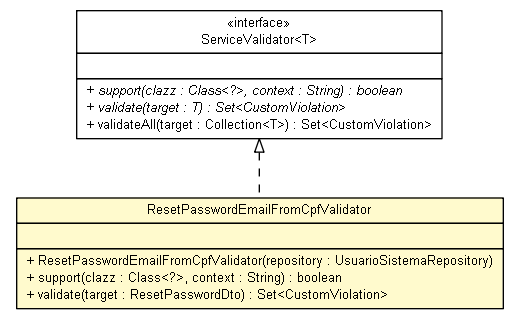 «interface»
ServiceValidator<T>
+ support(clazz : Class<?>, context : String) : boolean
+ validate(target : T) : Set<CustomViolation>
+ validateAll(target : Collection<T>) : Set<CustomViolation>
ResetPasswordEmailFromCpfValidator
+ ResetPasswordEmailFromCpfValidator(repository : UsuarioSistemaRepository)
+ support(clazz : Class<?>, context : String) : boolean
+ validate(target : ResetPasswordDto) : Set<CustomViolation>